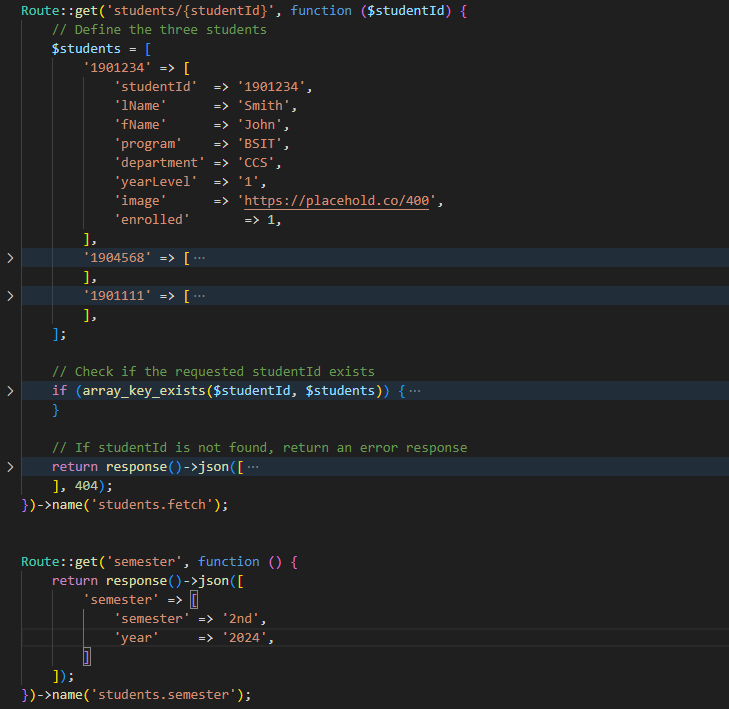 Route::get('students/{studentId}', function ($studentId) {
    // Define the three students
    $students = [
        '1901234' => [
            'studentId'  => '1901234',
            'lName'      => 'Smith',
            'fName'      => 'John',
            'program'    => 'BSIT',
            'department' => 'CCS',
            'yearLevel'  => '1',
            'image'      => 'https://placehold.co/400',
            'enrolled'       => 1,
        ],
        '1904568' => [ ···
        ],
        '1901111' => [ ···
        ],
    ];

    // Check if the requested studentId exists
    if (array_key_exists($studentId, $students)) { ···
    }

    // If studentId is not found, return an error response
    return response()->json([ ···
    ], 404);
})->name('students.fetch');


Route::get('semester', function () {
    return response()->json([
        'semester' => [
            'semester' => '2nd',
            'year'     => '2024',
        ]
    ]);
})->name('students.semester');